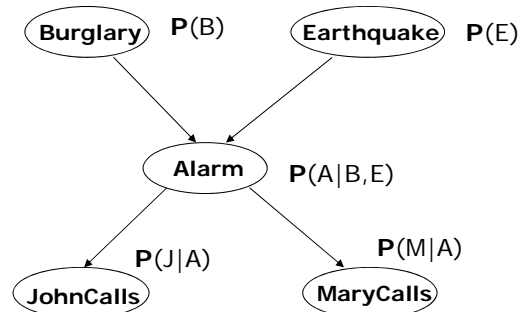 Burglary P(B) Earthquake P(E)
Alarm P(A|B,E)
P(J|A) P(M|A)
JohnCalls MaryCalls